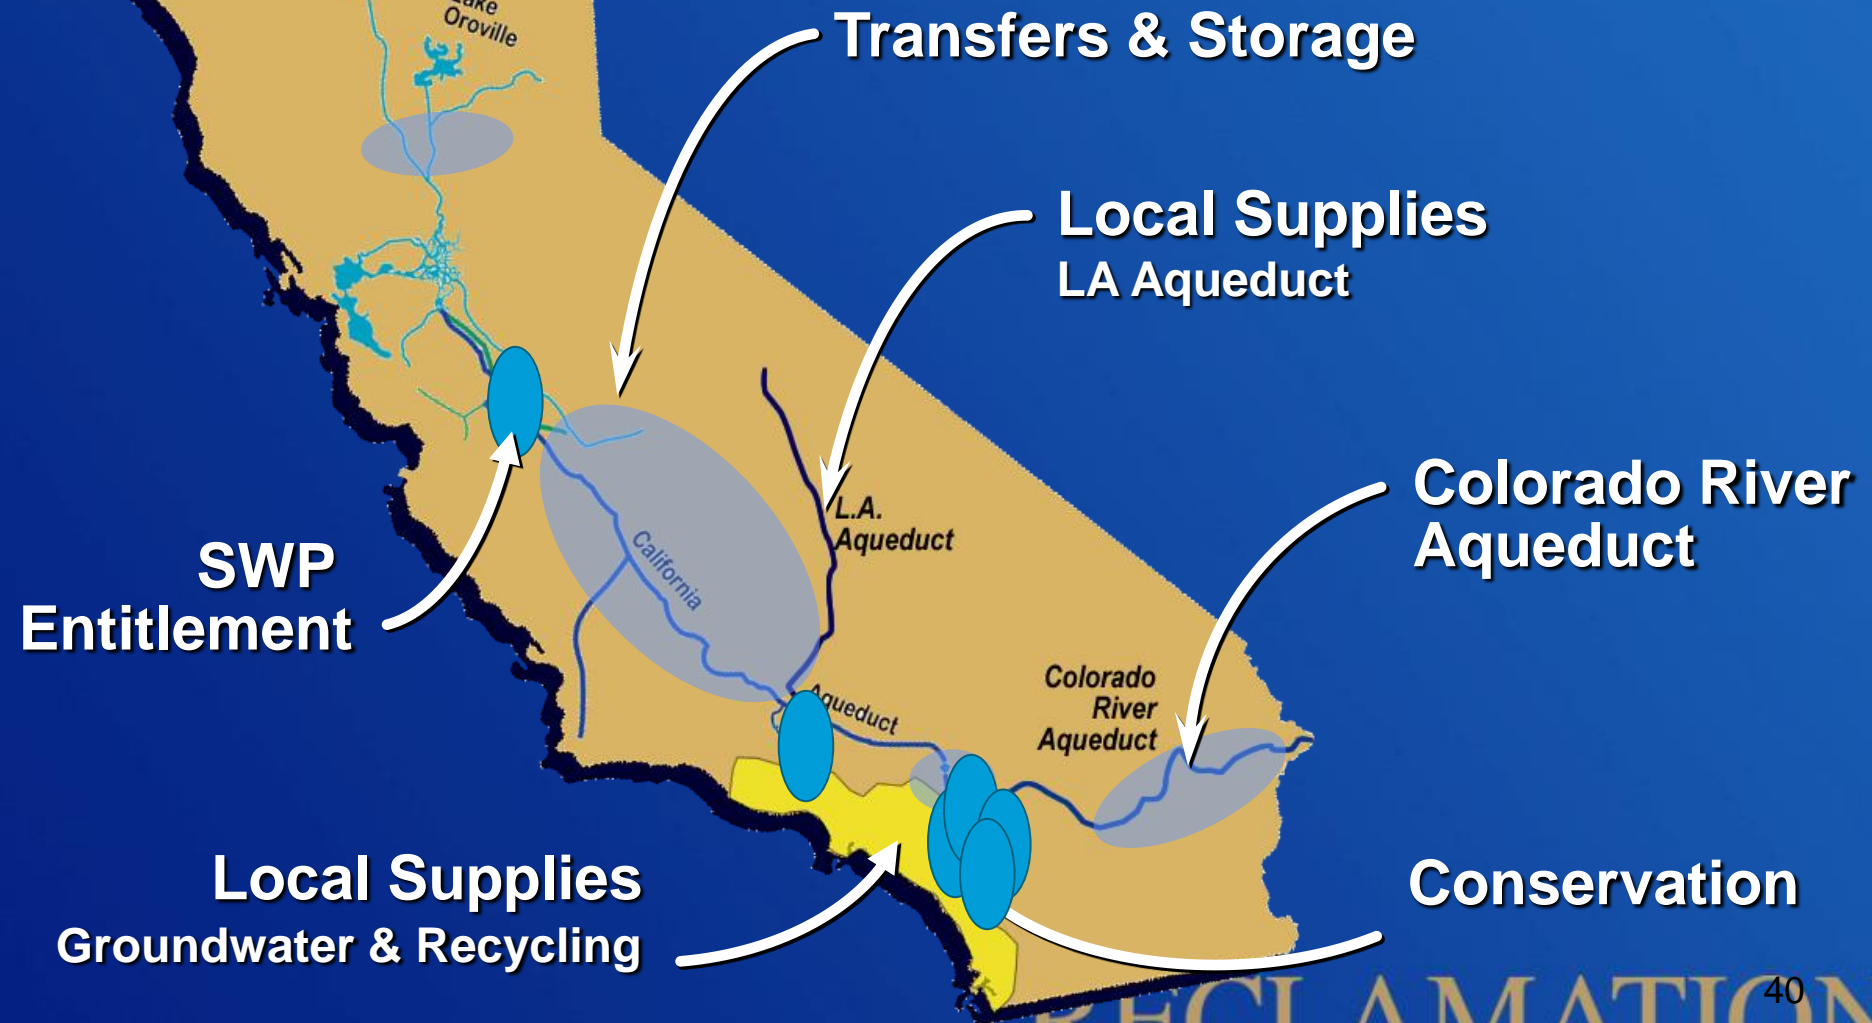 Lake
Oroville
Transfers & Storage
Local Supplies
LA Aqueduct
L.A.
Aqueduct
Colorado River
Aqueduct
SWP
Entitlement
California
Aqueduct
Colorado
River
Aqueduct
Local Supplies
Groundwater & Recycling
Conservation
RECLAMATION
40